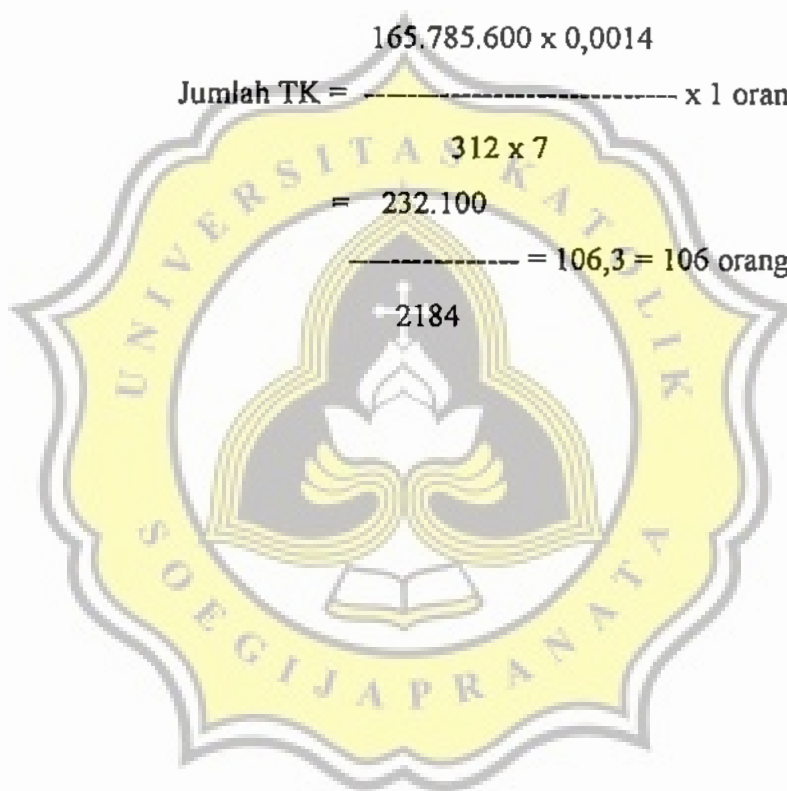 165.785.600 x 0,0014
Jumlah TK = ----------------------------- x 1 oran
312 x 7
= 232.100
---------------- = 106,3 = 106 orang
2184
UNIVERSITAS KATOLIK
SOEGIJAPRANATA